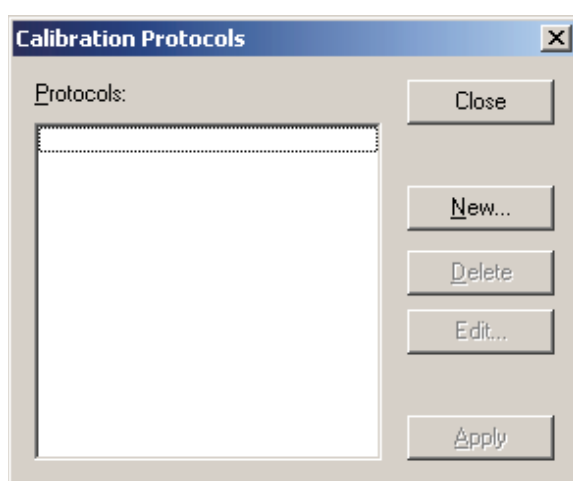 Calibration Protocols
Protocols:
Close
New...
Delete
Edit...
Apply